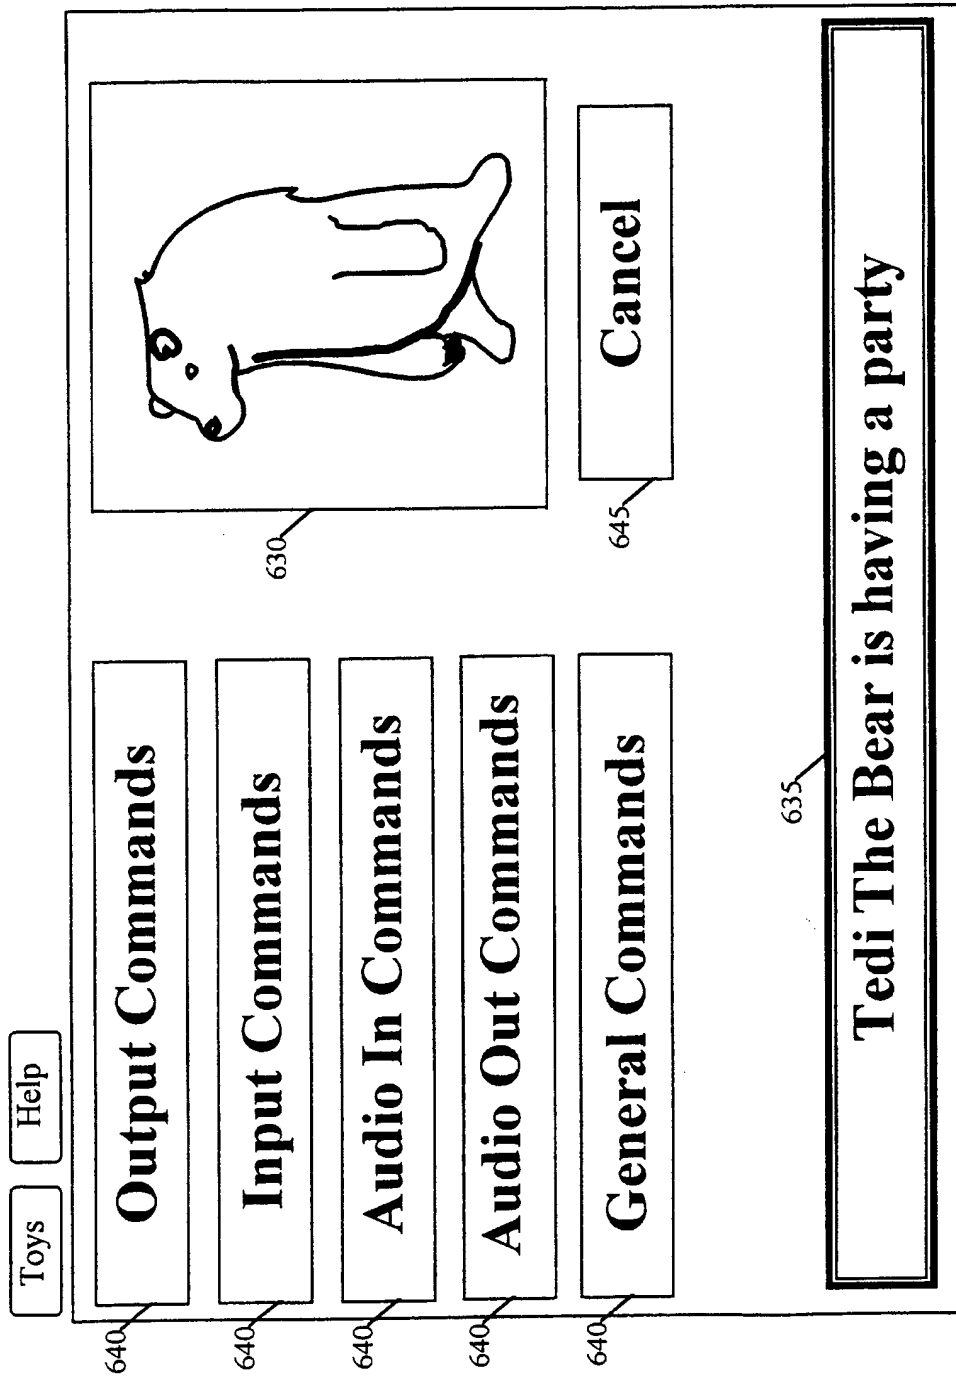 Toys
Help
640
Output Commands
640
Input Commands
640
Audio In Commands
640
Audio Out Commands
640
General Commands
630
645
Cancel
635
Tedi The Bear is having a party